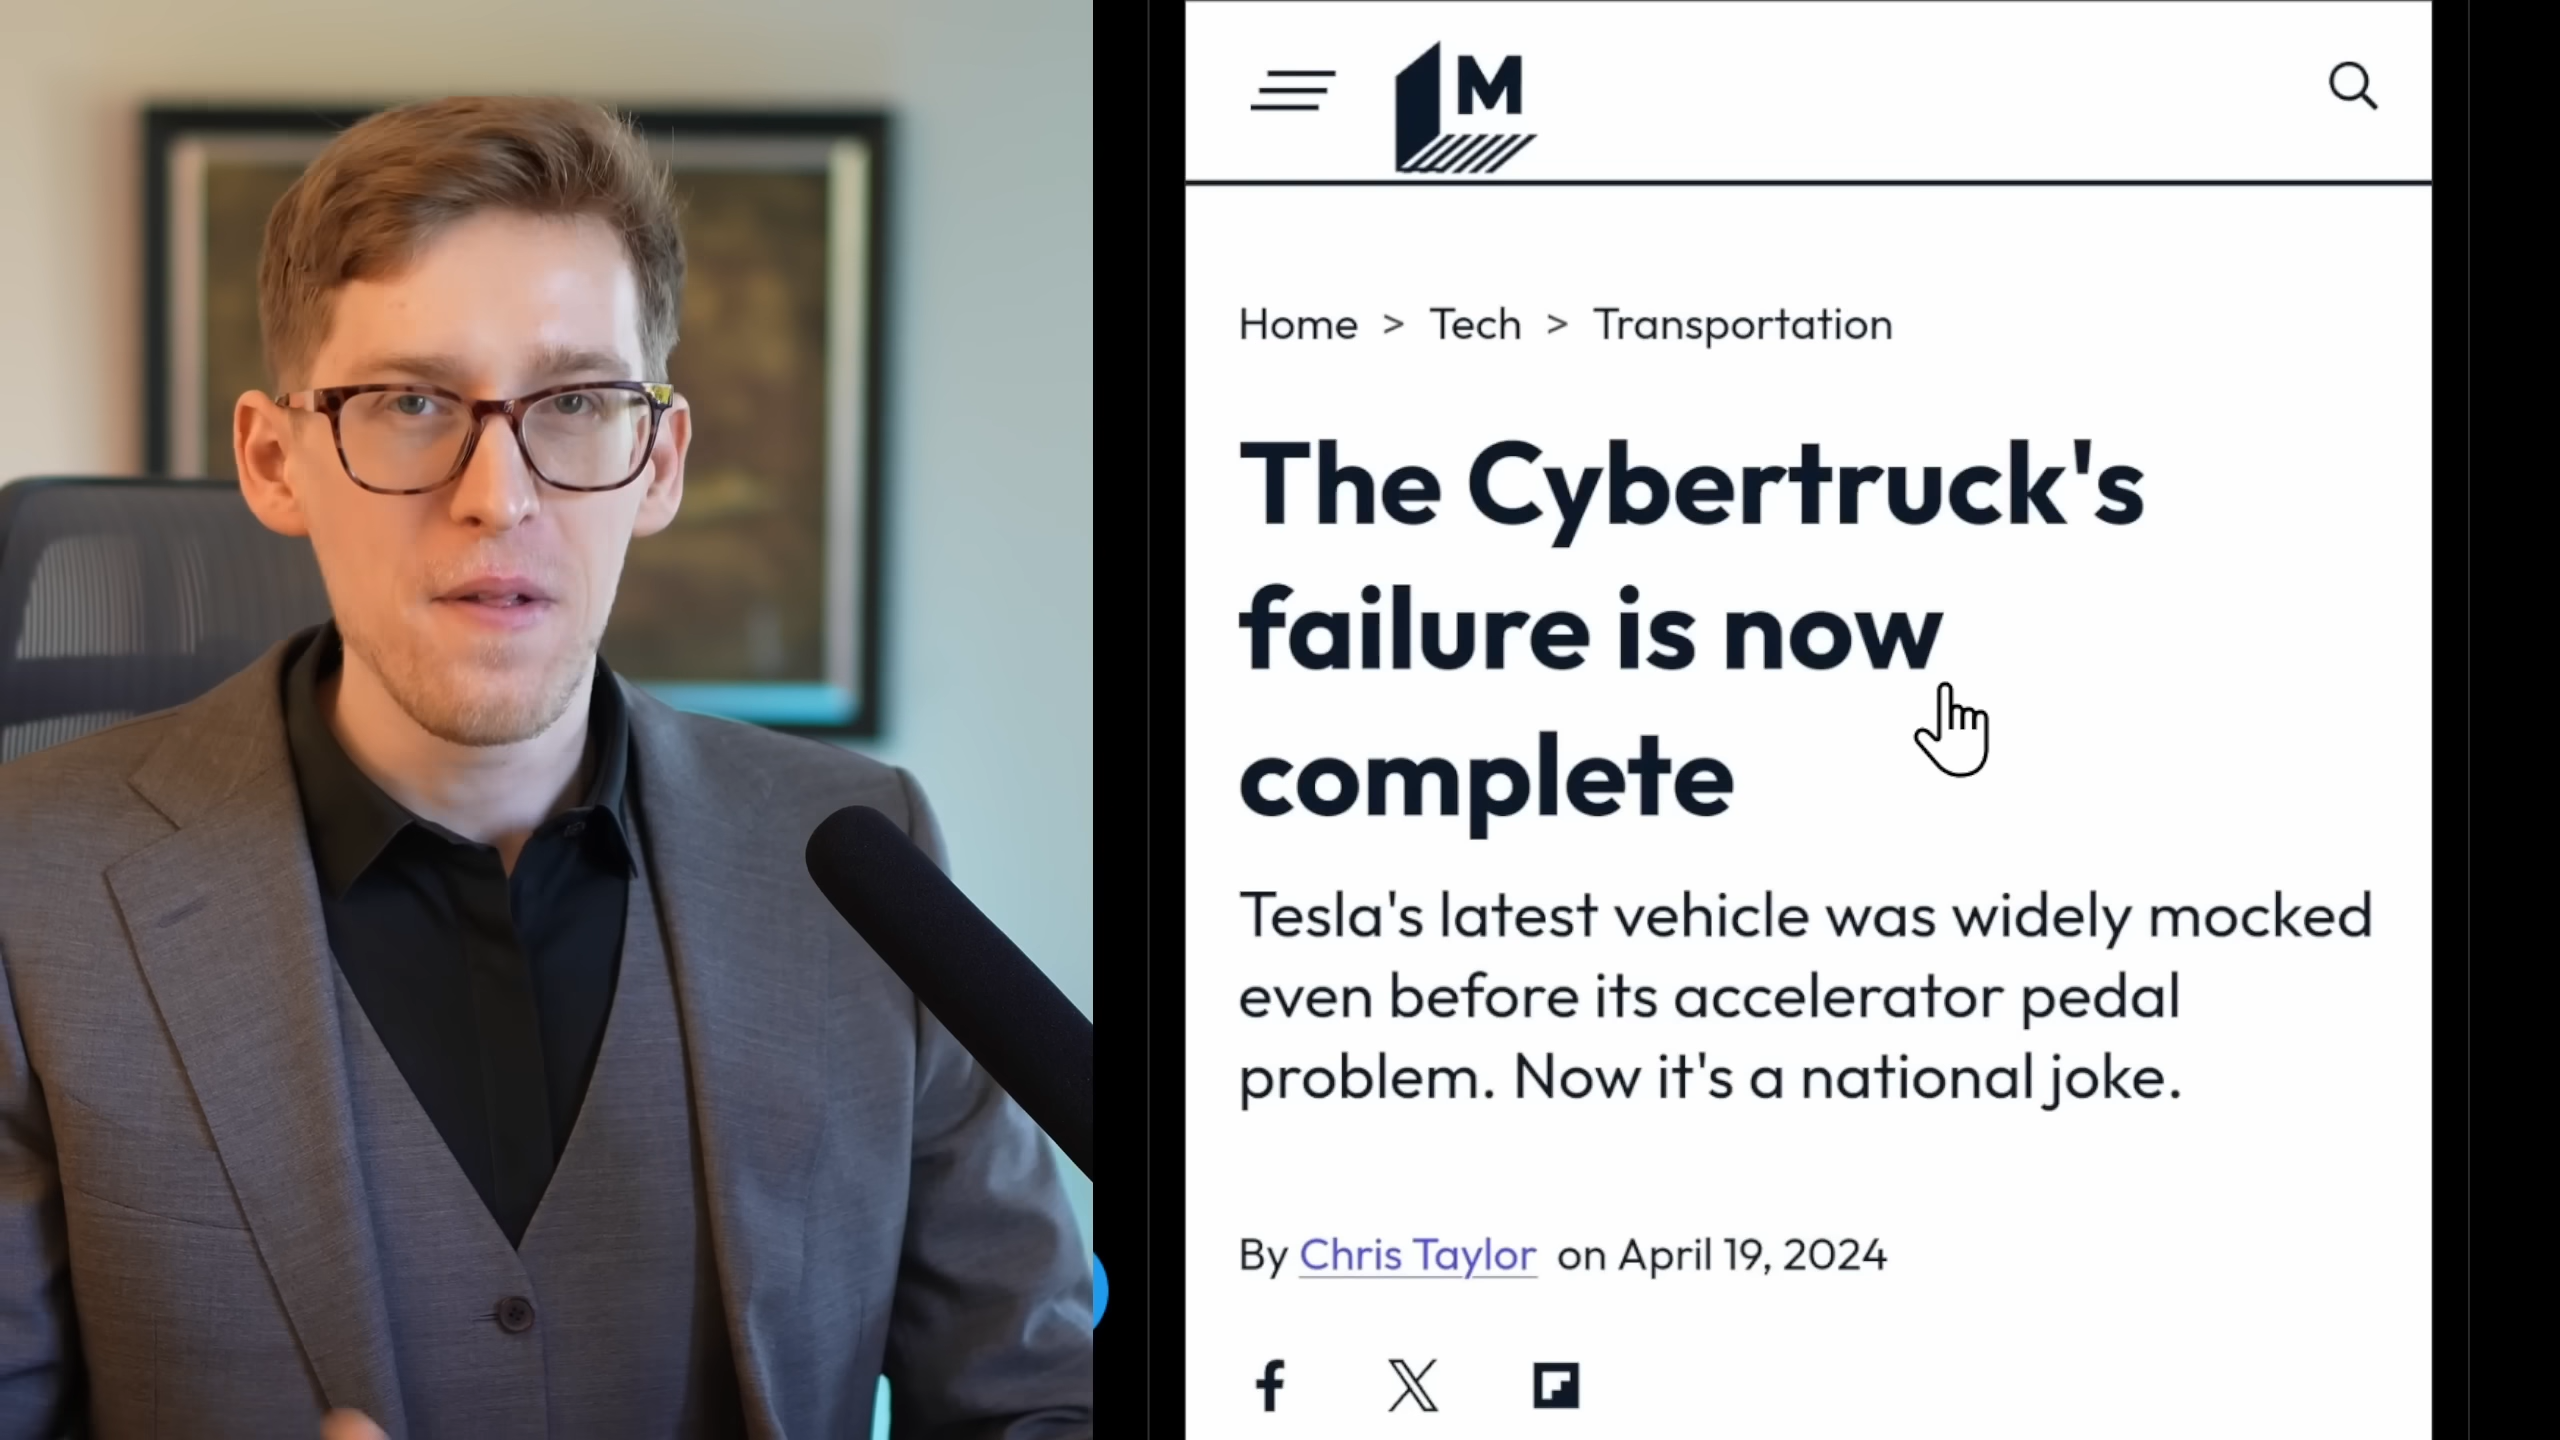 M
Home > Tech > Transportation
The Cybertruck's
failure is now
complete
Tesla's latest vehicle was widely mocked
even before its accelerator pedal
problem. Now it's a national joke.
By Chris Taylor on April 19, 2024